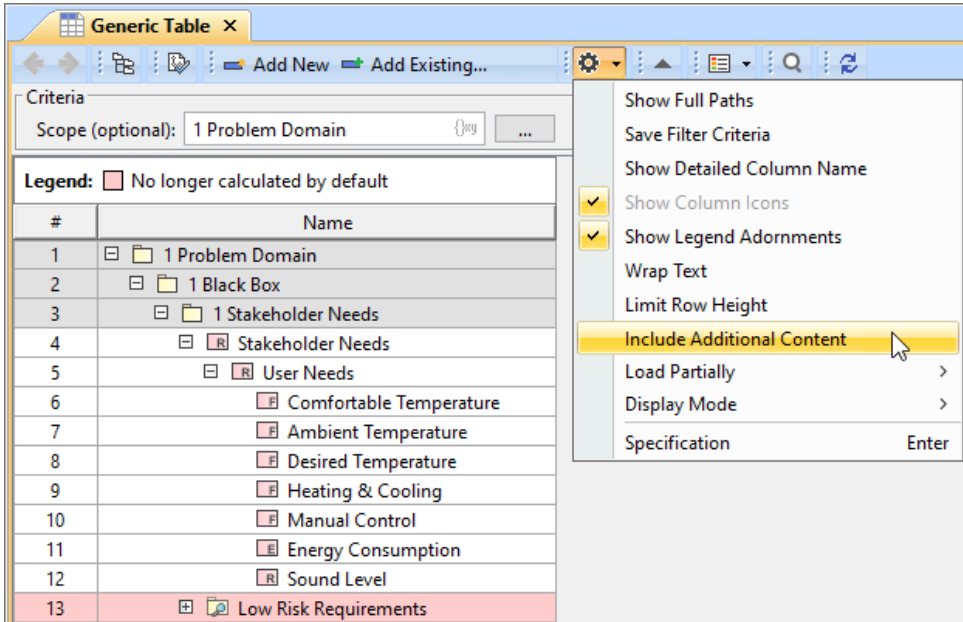 Generic Table
Add New Add Existing...
Criteria
Scope (optional): 1 Problem Domain {}xy ...
Legend: No longer calculated by default
# Name
1 1 Problem Domain
2 1 Black Box
3 1 Stakeholder Needs
4 R Stakeholder Needs
5 R User Needs
6 F Comfortable Temperature
7 F Ambient Temperature
8 F Desired Temperature
9 F Heating & Cooling
10 F Manual Control
11 E Energy Consumption
12 R Sound Level
13 Low Risk Requirements
Show Full Paths
Save Filter Criteria
Show Detailed Column Name
Show Column Icons
Show Legend Adornments
Wrap Text
Limit Row Height
Include Additional Content
Load Partially
Display Mode
Specification Enter